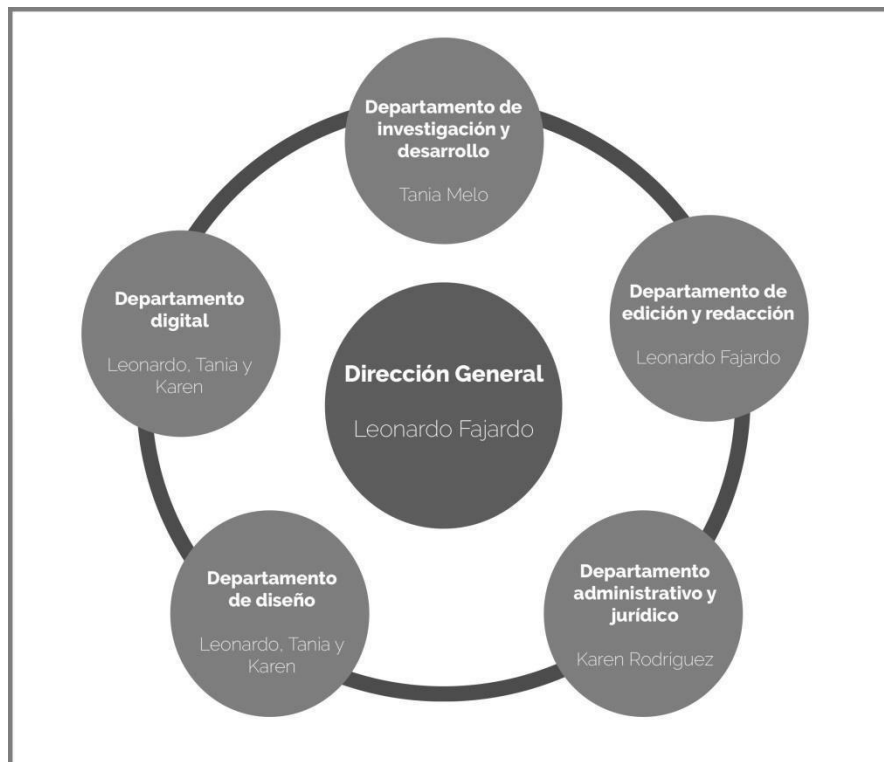 Departamento de
investigación y
desarrollo
Tania Melo
Departamento de
edición y redacción
Leonardo Fajardo
Departamento
digital
Leonardo, Tania y
Karen
Dirección General
Leonardo Fajardo
Departamento
administrativo y
jurídico
Karen Rodriguez
Departamento
de diseño
Leonardo, Tania y
Karen